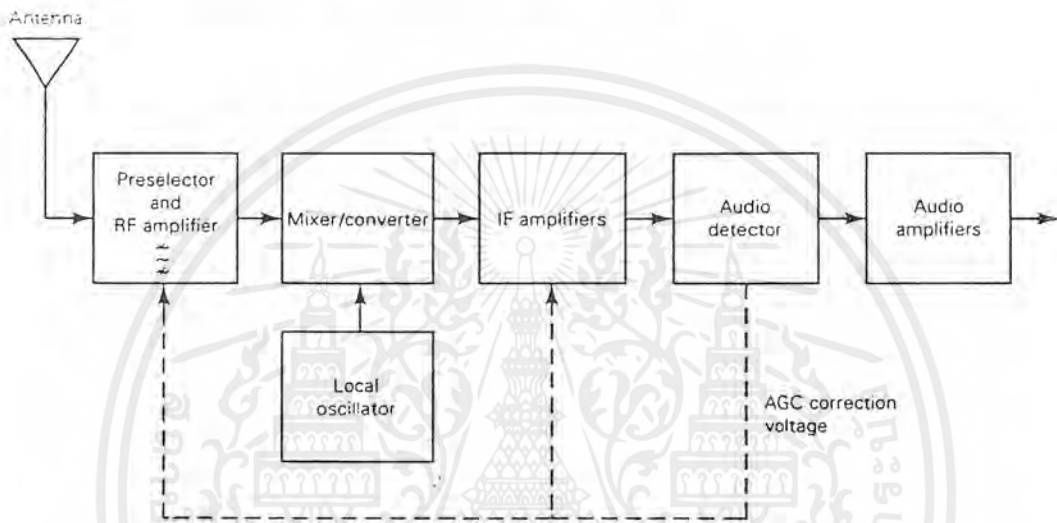 Antenna
Preselector
and
RF amplifier
Mixer/converter
IF amplifiers
Audio
detector
Audio
amplifiers
Local
oscillator
AGC correction
voltage